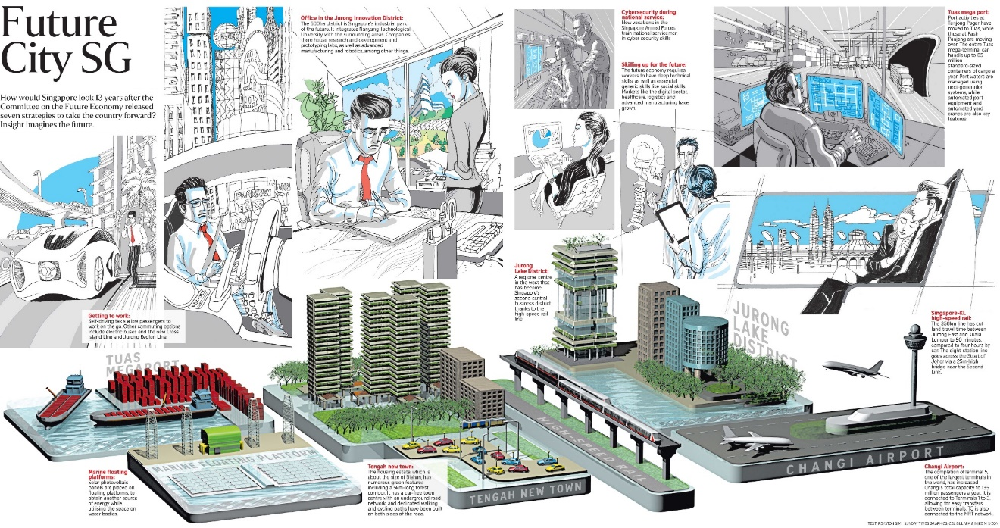 Future
City SG
How would Singapore look 13 years after the
Committee on the Future Economy released
seven strategies to take the country forward?
Insight imagines the future.
Getting to work:
Self-driving taxis allow passengers to
work on the go. Other commuting options
include electric buses and the new Cross
Island Line and Jurong Region Line.
Office in the Jurong Innovation District:
The 600ha district is Singapore's industrial park
of the future. It integrates Nanyang Technological
University with the surrounding areas. Companies
there house research and development and
prototyping labs, as well as advanced
manufacturing and robotics, among other things.
Cybersecurity during
national service:
New vocations in the
Singapore Armed Forces
train national servicemen
in cyber security skills
Skilling up for the future:
The future economy requires
workers to have deep technical
skills, as well as essential
generic skills like social skills.
Markets like the digital sector,
healthcare, logistics and
advanced manufacturing have
grown.
Tuas mega port:
Port activities at
Tanjong Pagar have
moved to Tuas, while
those at Pasir
Panjang are moving
over. The entire Tuas
mega-terminal can
handle up to 65
million
standard-sized
containers of cargo a
year. Port waters are
managed using
next-generation
systems, while
automated port
equipment and
automated yard
cranes are also key
features.
Jurong
Lake District:
A regional centre
in the west that
has become
Singapore's
second central
business district,
thanks to the
high-speed rail
line
Singapore-KL
high-speed rail:
The 350km line has cut
land travel time between
Jurong East and Kuala
Lumpur to 90 minutes,
compared to four hours by
car. The eight-station line
goes across the Strait of
Johor via a 25m-high
bridge near the Second
Link.
TUAS
MEGAPORT
JURONG
LAKE
DISTRICT
MARINE FLOATING PLATFORM
HIGH-SPEED RAIL
CHANGI AIRPORT
TENGAH NEW TOWN
Marine floating
platforms:
Solar photovoltaic
panels are placed on
floating platforms, to
obtain another source
of energy while
utilising the space on
water bodies.
Tengah new town:
The housing estate, which is
about the size of Bishan, has
numerous green features
including a 5km-long forest
corridor. It has a car-free town
centre with an underground road
network, and dedicated walking
and cycling paths have been built
on both sides of the road.
Changi Airport:
The completion of Terminal 5,
one of the largest terminals in
the world, has increased
Changi's total capacity to 135
million passengers a year. It is
connected to Terminals 1 to 3,
allowing for easy transfers
between terminals. T5 is also
connected to the MRT network.
TEXT: ROYSTON SIM SUNDAY TIMES GRAPHICS: